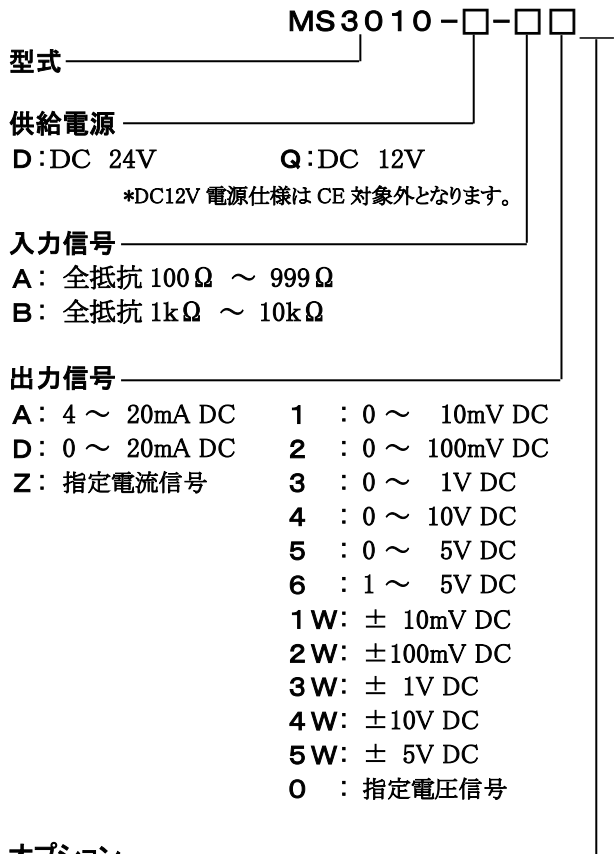 MS3010-□-□□
型式
供給電源
D:DC 24V Q:DC 12V
*DC12V 電源仕様は CE 対象外となります。
入力信号
A: 全抵抗 100Ω ～ 999Ω
B: 全抵抗 1kΩ ～ 10kΩ
出力信号
A: 4 ～ 20mA DC 1 : 0 ～ 10mV DC
D: 0 ～ 20mA DC 2 : 0 ～ 100mV DC
Z: 指定電流信号 3 : 0 ～ 1V DC
4 : 0 ～ 10V DC
5 : 0 ～ 5V DC
6 : 1 ～ 5V DC
1W: ± 10mV DC
2W: ±100mV DC
3W: ± 1V DC
4W: ±10V DC
5W: ± 5V DC
0 : 指定電圧信号
オプション